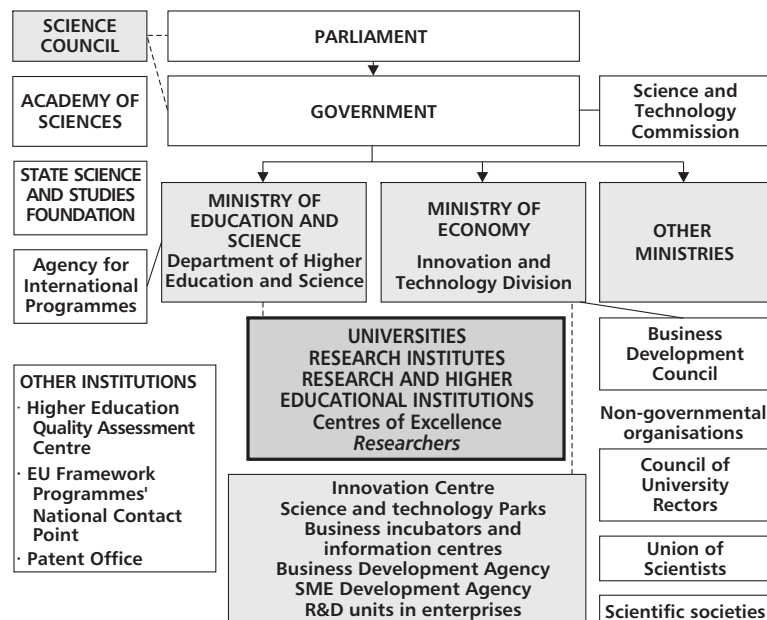 SCIENCE
COUNCIL
PARLIAMENT
ACADEMY OF
SCIENCES
GOVERNMENT
Science and
Technology
Commission
STATE SCIENCE
AND STUDIES
FOUNDATION
MINISTRY OF
EDUCATION AND
SCIENCE
Department of Higher
Education and Science
MINISTRY OF
ECONOMY
Innovation and
Technology Division
OTHER
MINISTRIES
Agency for
International
Programmes
UNIVERSITIES
RESEARCH INSTITUTES
RESEARCH AND HIGHER
EDUCATIONAL INSTITUTIONS
Centres of Excellence
Researchers
Business
Development
Council
OTHER INSTITUTIONS
· Higher Education
Quality Assessment
Centre
· EU Framework
Programmes'
National Contact
Point
· Patent Office
Non-governmental
organisations
Council of
University
Rectors
Union of
Scientists
Scientific societies
Innovation Centre
Science and technology Parks
Business incubators and
information centres
Business Development Agency
SME Development Agency
R&D units in enterprises